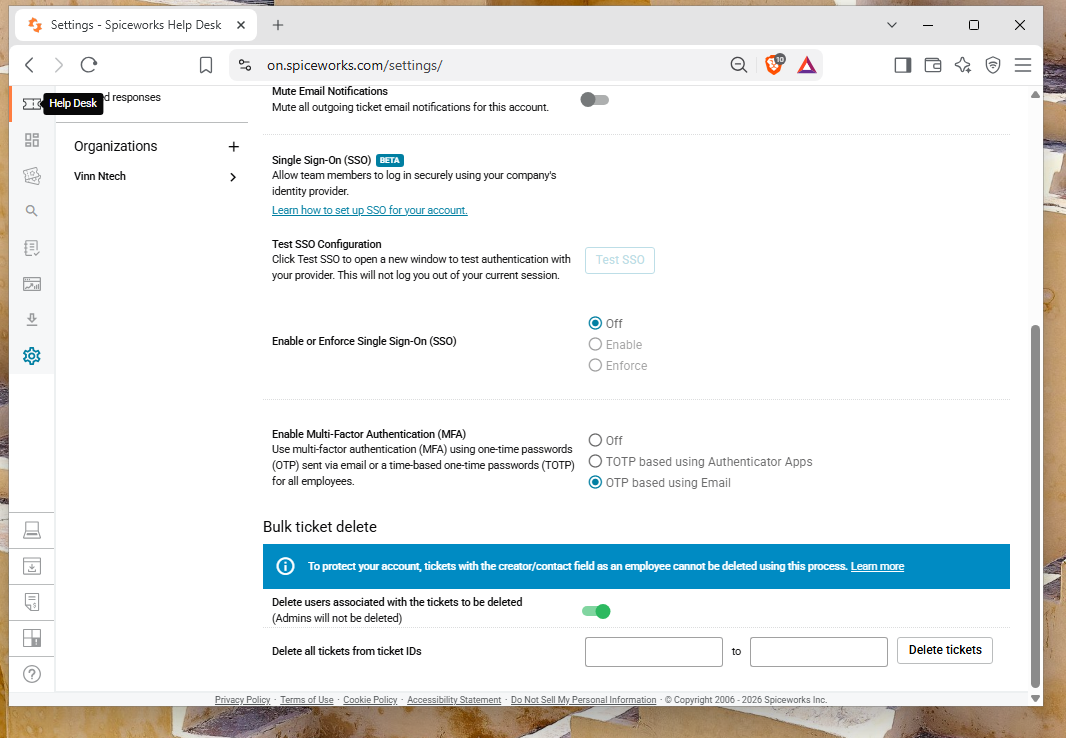 Settings - Spiceworks Help Desk
on.spiceworks.com/settings/
10
Help Desk
d responses
Organizations
Vinn Ntech
Mute Email Notifications
Mute all outgoing ticket email notifications for this account.
Single Sign-On (SSO) BETA
Allow team members to log in securely using your company's
identity provider.
Learn how to set up SSO for your account.
Test SSO Configuration
Click Test SSO to open a new window to test authentication with
your provider. This will not log you out of your current session.
Test SSO
Enable or Enforce Single Sign-On (SSO)
Off
Enable
Enforce
Enable Multi-Factor Authentication (MFA)
Use multi-factor authentication (MFA) using one-time passwords
(OTP) sent via email or a time-based one-time passwords (TOTP)
for all employees.
Off
TOTP based using Authenticator Apps
OTP based using Email
Bulk ticket delete
To protect your account, tickets with the creator/contact field as an employee cannot be deleted using this process. Learn more
Delete users associated with the tickets to be deleted
(Admins will not be deleted)
Delete all tickets from ticket IDs
to
Delete tickets
Privacy Policy · Terms of Use · Cookie Policy · Accessibility Statement · Do Not Sell My Personal Information · © Copyright 2006 - 2026 Spiceworks Inc.